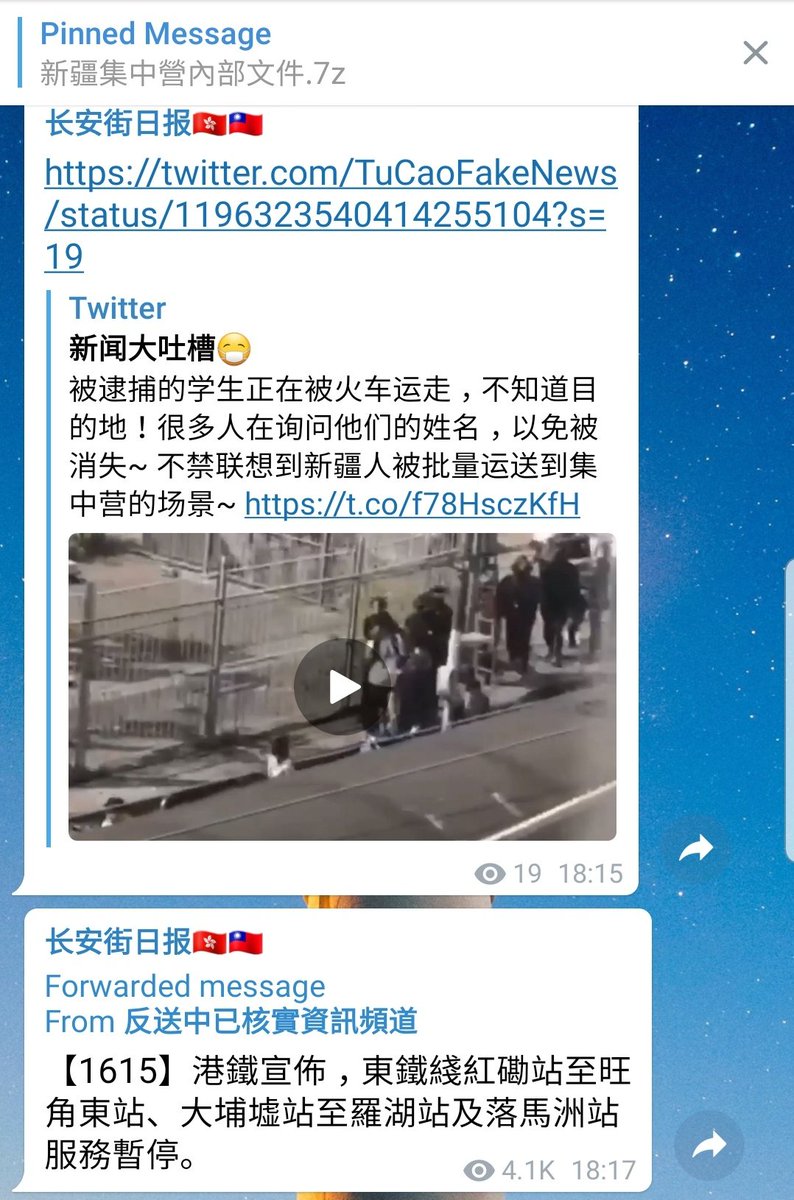 Pinned Message
新疆集中營內部文件.7z
长安街日报🇭🇰🇹🇼
https://twitter.com/TuCaoFakeNews
/status/1196323540414255104?s=
19
Twitter
新闻大吐槽😷
被逮捕的学生正在被火车运走，不知道目
的地！很多人在询问他们的姓名，以免被
消失~ 不禁联想到新疆人被批量运送到集
中营的场景~ https://t.co/f78HsczKfH
19 18:15
长安街日报🇭🇰🇹🇼
Forwarded message
From 反送中已核實資訊頻道
【1615】港鐵宣佈，東鐵綫紅磡站至旺
角東站、大埔墟站至羅湖站及落馬洲站
服務暫停。
4.1K 18:17